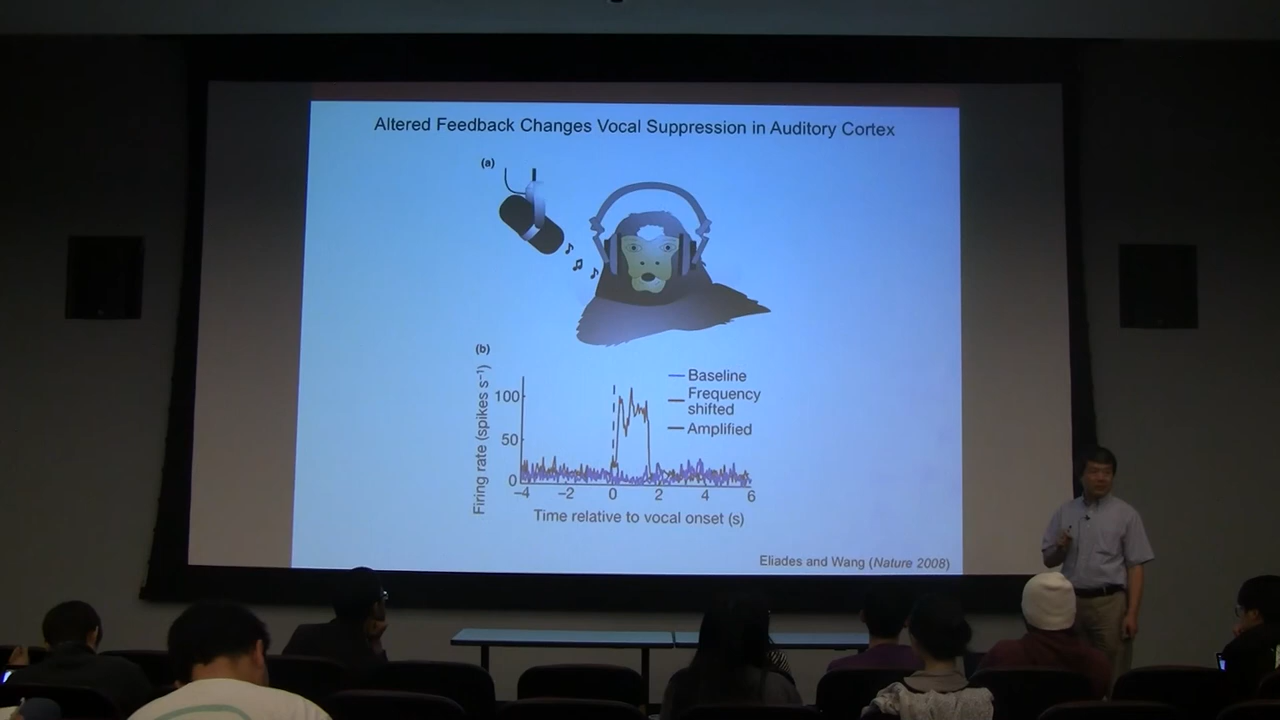 Altered Feedback Changes Vocal Suppression in Auditory Cortex
(a)
(b)
Firing rate (spikes s⁻¹)
100
50
0
Baseline
Frequency
shifted
Amplified
−4 −2 0 2 4 6
Time relative to vocal onset (s)
Eliades and Wang (Nature 2008)